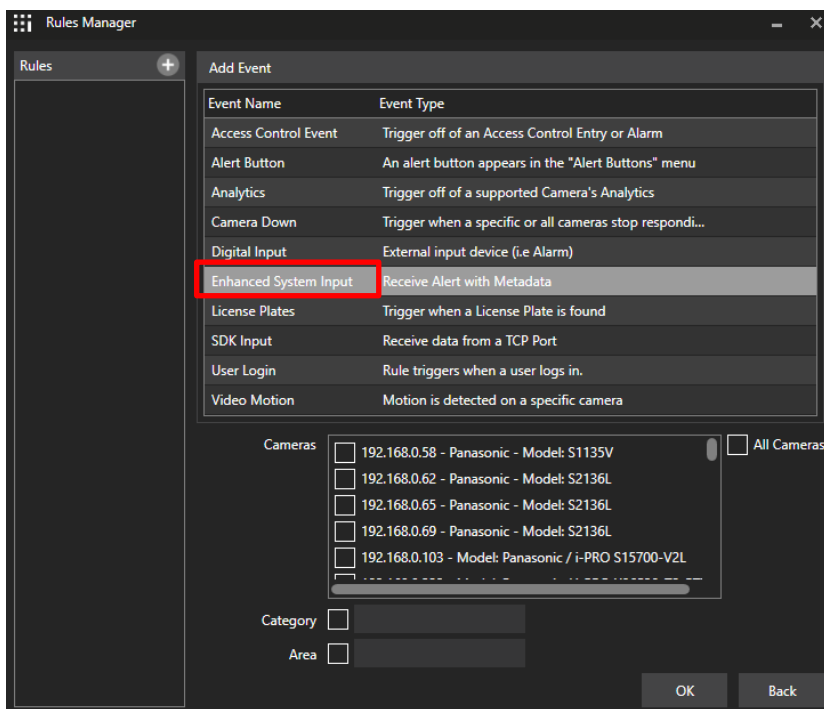 Rules Manager
Rules
Add Event
Event Name Event Type
Access Control Event Trigger off of an Access Control Entry or Alarm
Alert Button An alert button appears in the "Alert Buttons" menu
Analytics Trigger off of a supported Camera's Analytics
Camera Down Trigger when a specific or all cameras stop respondi...
Digital Input External input device (i.e Alarm)
Enhanced System Input Receive Alert with Metadata
License Plates Trigger when a License Plate is found
SDK Input Receive data from a TCP Port
User Login Rule triggers when a user logs in.
Video Motion Motion is detected on a specific camera
Cameras
192.168.0.58 - Panasonic - Model: S1135V
All Cameras
192.168.0.62 - Panasonic - Model: S2136L
192.168.0.65 - Panasonic - Model: S2136L
192.168.0.69 - Panasonic - Model: S2136L
192.168.0.103 - Model: Panasonic / i-PRO S15700-V2L
Category
Area
OK Back